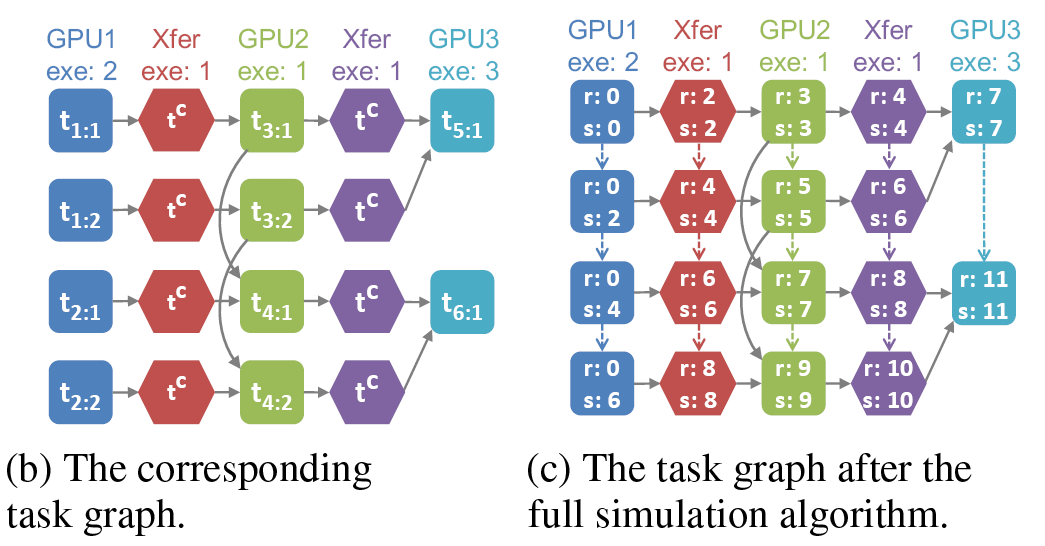 GPU1 Xfer GPU2 Xfer GPU3
exe: 2 exe: 1 exe: 1 exe: 1 exe: 3
t1:1 tc t3:1 tc t5:1
t1:2 tc t3:2 tc
t2:1 tc t4:1 tc t6:1
t2:2 tc t4:2 tc
(b) The corresponding
task graph.
GPU1 Xfer GPU2 Xfer GPU3
exe: 2 exe: 1 exe: 1 exe: 1 exe: 3
r: 0 r: 2 r: 3 r: 4 r: 7
s: 0 s: 2 s: 3 s: 4 s: 7
r: 0 r: 4 r: 5 r: 6
s: 2 s: 4 s: 5 s: 6
r: 0 r: 6 r: 7 r: 8 r: 11
s: 4 s: 6 s: 7 s: 8 s: 11
r: 0 r: 8 r: 9 r: 10
s: 6 s: 8 s: 9 s: 10
(c) The task graph after the
full simulation algorithm.